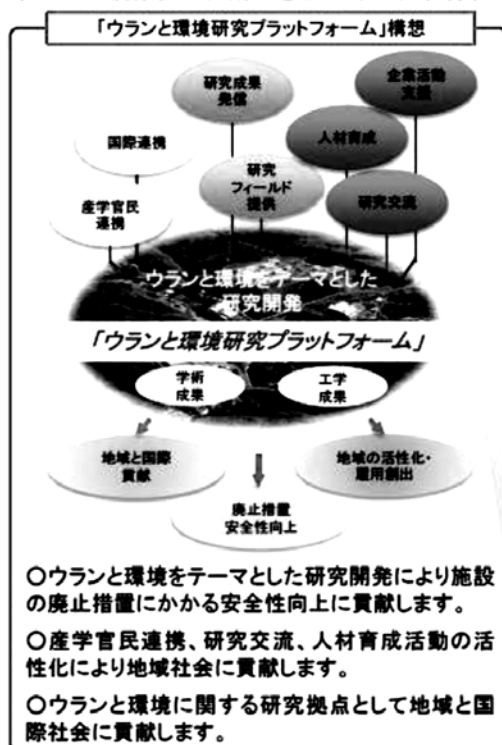 「ウランと環境研究プラットフォーム」構想
企業活動
支援
研究成果
発信
人材育成
国際連携
研究
フィールド
提供
研究交流
産学官民
連携
ウランと環境をテーマとした
研究開発
「ウランと環境研究プラットフォーム」
学術
成果
工学
成果
地域と国際
貢献
地域の活性化・
雇用創出
廃止措置
安全性向上
〇ウランと環境をテーマとした研究開発により施設
の廃止措置にかかる安全性向上に貢献します。
〇産学官民連携、研究交流、人材育成活動の活
性化により地域社会に貢献します。
〇ウランと環境に関する研究拠点として地域と国
際社会に貢献します。